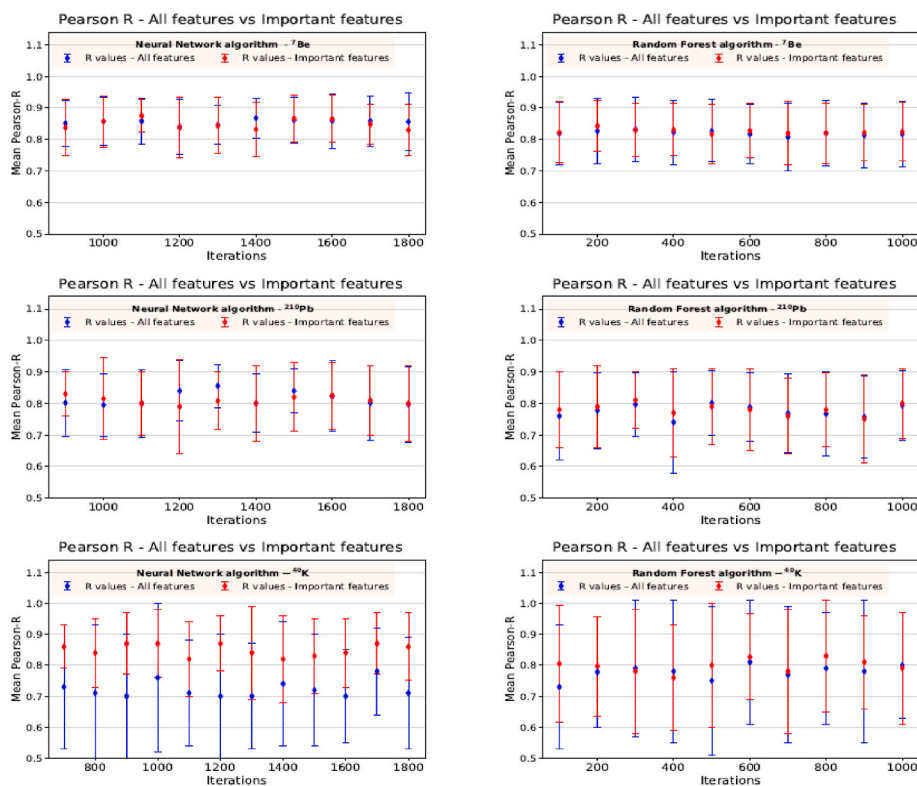 Pearson R - All features vs Important features
Neural Network algorithm - ⁷Be
R values - All features R values - Important features
1.1
1.0
0.9
0.8
0.7
0.6
0.5
Mean Pearson-R
1000 1200 1400 1600 1800
Iterations
Pearson R - All features vs Important features
Random Forest algorithm - ⁷Be
R values - All features R values - Important features
1.1
1.0
0.9
0.8
0.7
0.6
0.5
Mean Pearson-R
200 400 600 800 1000
Iterations
Pearson R - All features vs Important features
Neural Network algorithm - ²¹⁰Pb
R values - All features R values - Important features
1.1
1.0
0.9
0.8
0.7
0.6
0.5
Mean Pearson-R
1000 1200 1400 1600 1800
Iterations
Pearson R - All features vs Important features
Random Forest algorithm - ²¹⁰Pb
R values - All features R values - Important features
1.1
1.0
0.9
0.8
0.7
0.6
0.5
Mean Pearson-R
200 400 600 800 1000
Iterations
Pearson R - All features vs Important features
Neural Network algorithm — ⁴⁰K
R values - All features R values - Important features
1.1
1.0
0.9
0.8
0.7
0.6
0.5
Mean Pearson-R
800 1000 1200 1400 1600 1800
Iterations
Pearson R - All features vs Important features
Random Forest algorithm — ⁴⁰K
R values - All features R values - Important features
1.1
1.0
0.9
0.8
0.7
0.6
0.5
Mean Pearson-R
200 400 600 800 1000
Iterations